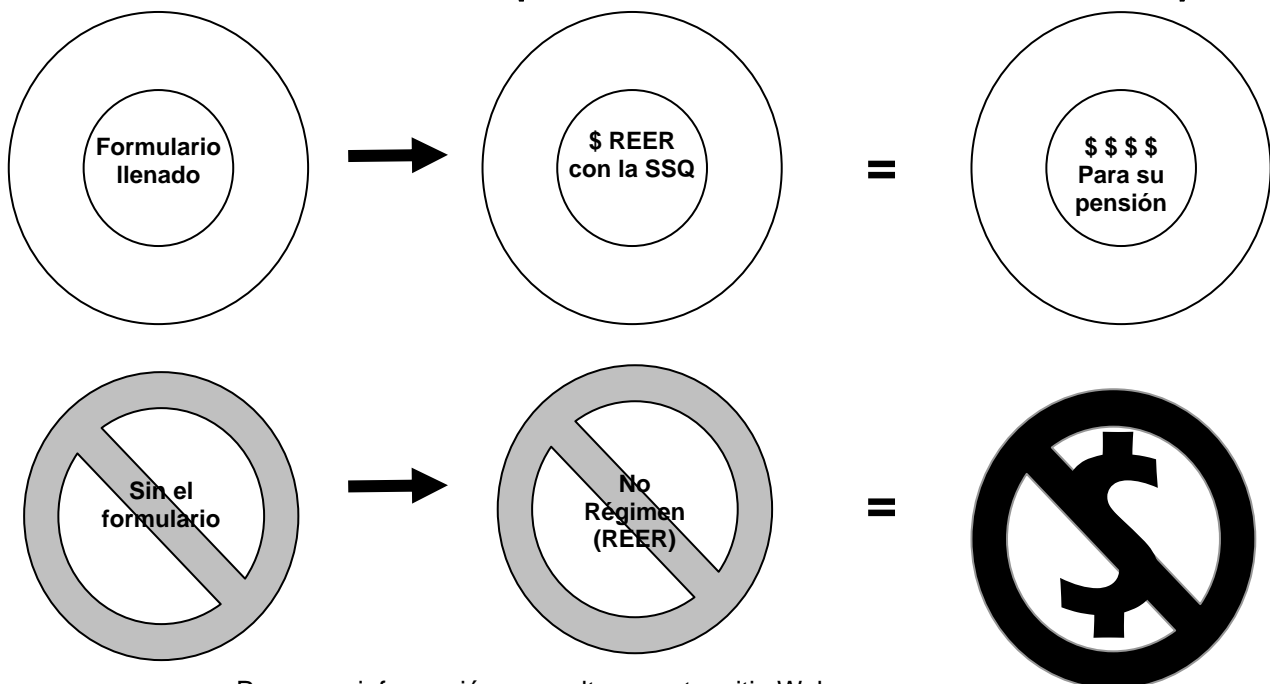 Formulario
llenado
$ REER
con la SSQ
=
$ $ $ $
Para su
pensión
Sin el
formulario
No
Régimen
(REER)
=
$